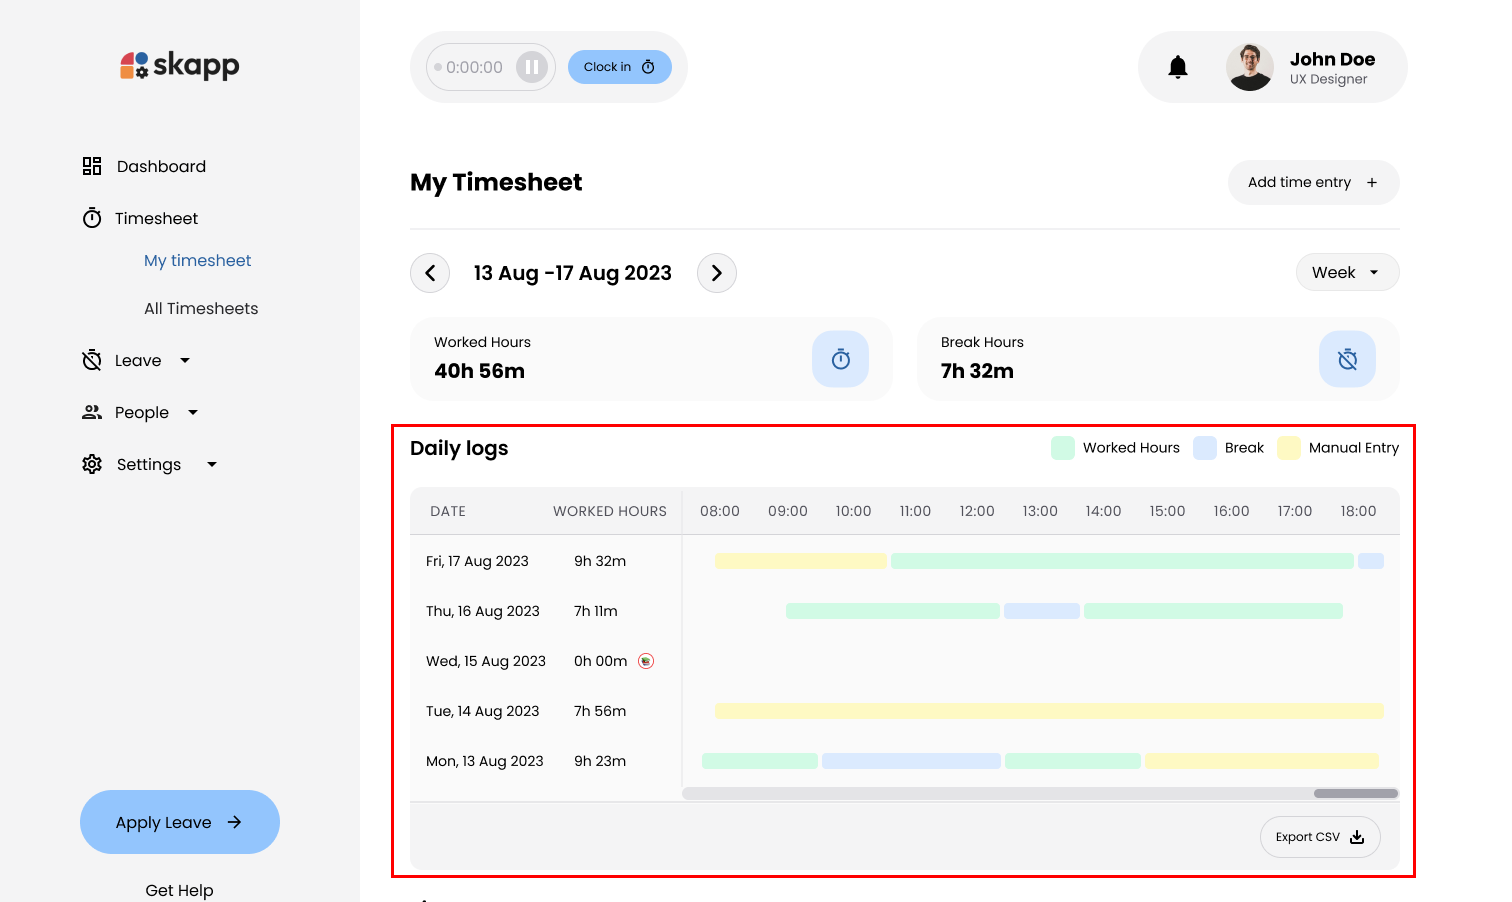 skapp
0:00:00
Clock in
John Doe
UX Designer
Dashboard
Timesheet
My timesheet
All Timesheets
Leave
People
Settings
Apply Leave
Get Help
My Timesheet
Add time entry +
13 Aug -17 Aug 2023
Week
Worked Hours
40h 56m
Break Hours
7h 32m
Daily logs
Worked Hours Break Manual Entry
DATE WORKED HOURS 08:00 09:00 10:00 11:00 12:00 13:00 14:00 15:00 16:00 17:00 18:00
Fri, 17 Aug 2023 9h 32m
Thu, 16 Aug 2023 7h 11m
Wed, 15 Aug 2023 0h 00m
Tue, 14 Aug 2023 7h 56m
Mon, 13 Aug 2023 9h 23m
Export CSV